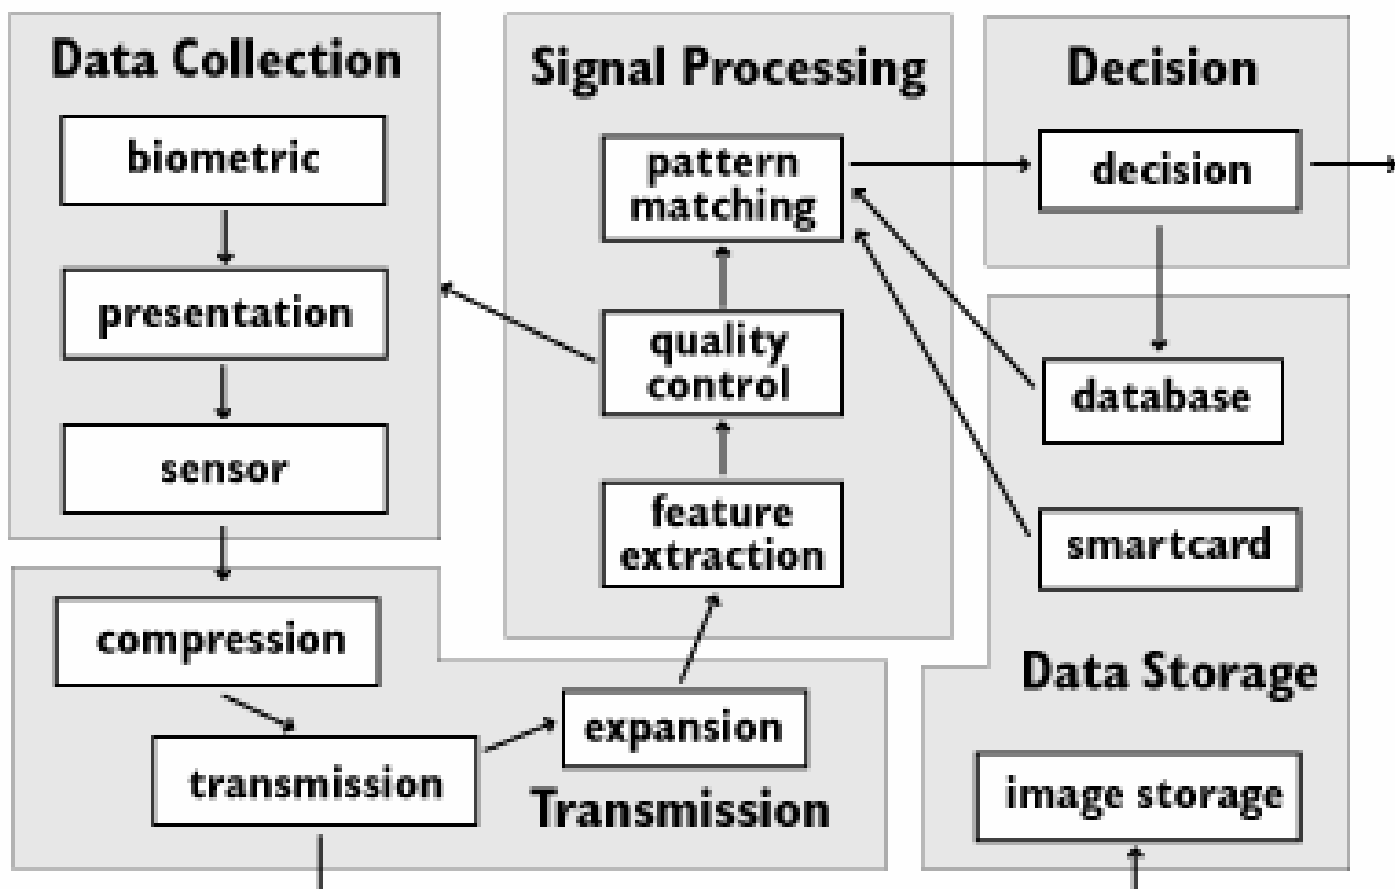 Data Collection
biometric
presentation
sensor
compression
transmission
expansion
Transmission
Signal Processing
pattern
matching
quality
control
feature
extraction
Decision
decision
database
smartcard
Data Storage
image storage